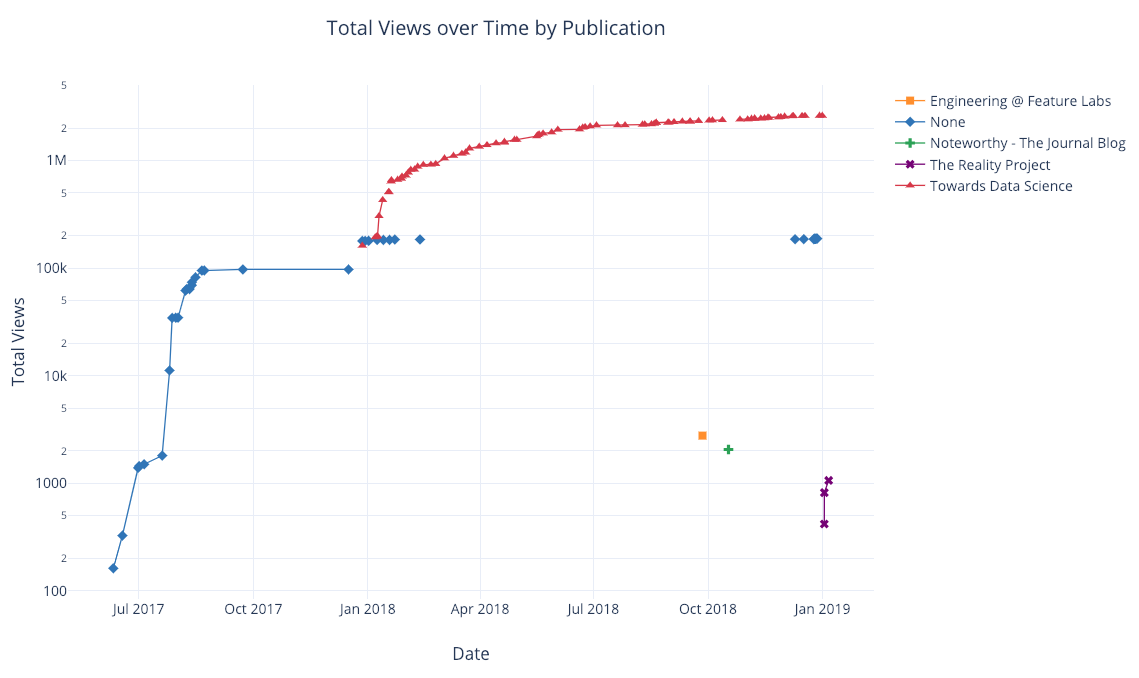 Total Views over Time by Publication
Total Views
5
2
1M
5
2
100k
5
2
10k
5
2
1000
5
2
100
Jul 2017
Oct 2017
Jan 2018
Apr 2018
Jul 2018
Oct 2018
Jan 2019
Date
Engineering @ Feature Labs
None
Noteworthy - The Journal Blog
The Reality Project
Towards Data Science